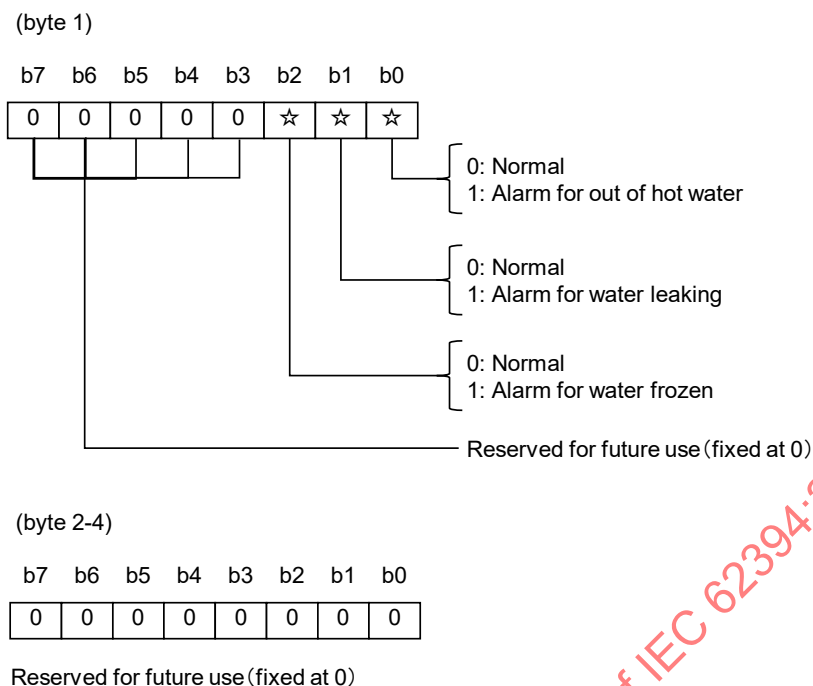 (byte 1)
b7 b6 b5 b4 b3 b2 b1 b0
0 0 0 0 0 ☆ ☆ ☆
0: Normal
1: Alarm for out of hot water
0: Normal
1: Alarm for water leaking
0: Normal
1: Alarm for water frozen
Reserved for future use（fixed at 0）
(byte 2-4)
b7 b6 b5 b4 b3 b2 b1 b0
0 0 0 0 0 0 0 0
Reserved for future use（fixed at 0）
of IEC 62394: